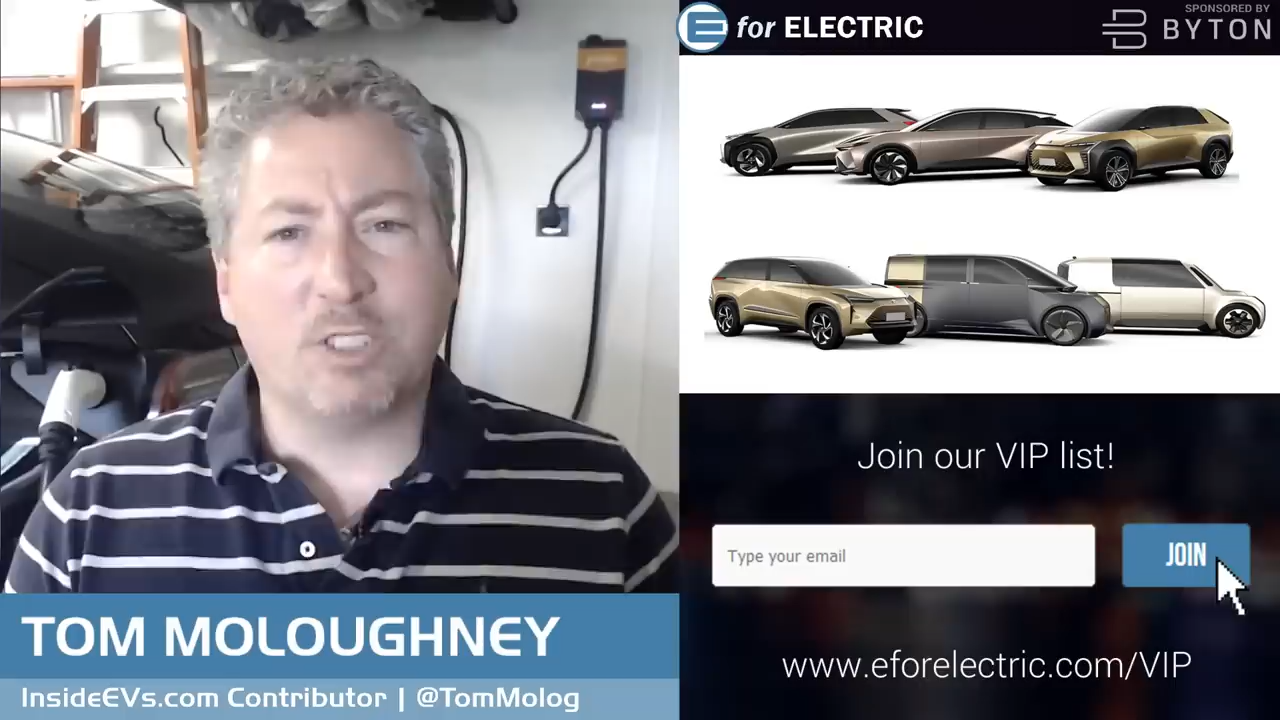 E for ELECTRIC
SPONSORED BY
BYTON
Join our VIP list!
Type your email
JOIN
www.eforelectric.com/VIP
TOM MOLOUGHNEY
InsideEVs.com Contributor | @TomMolog